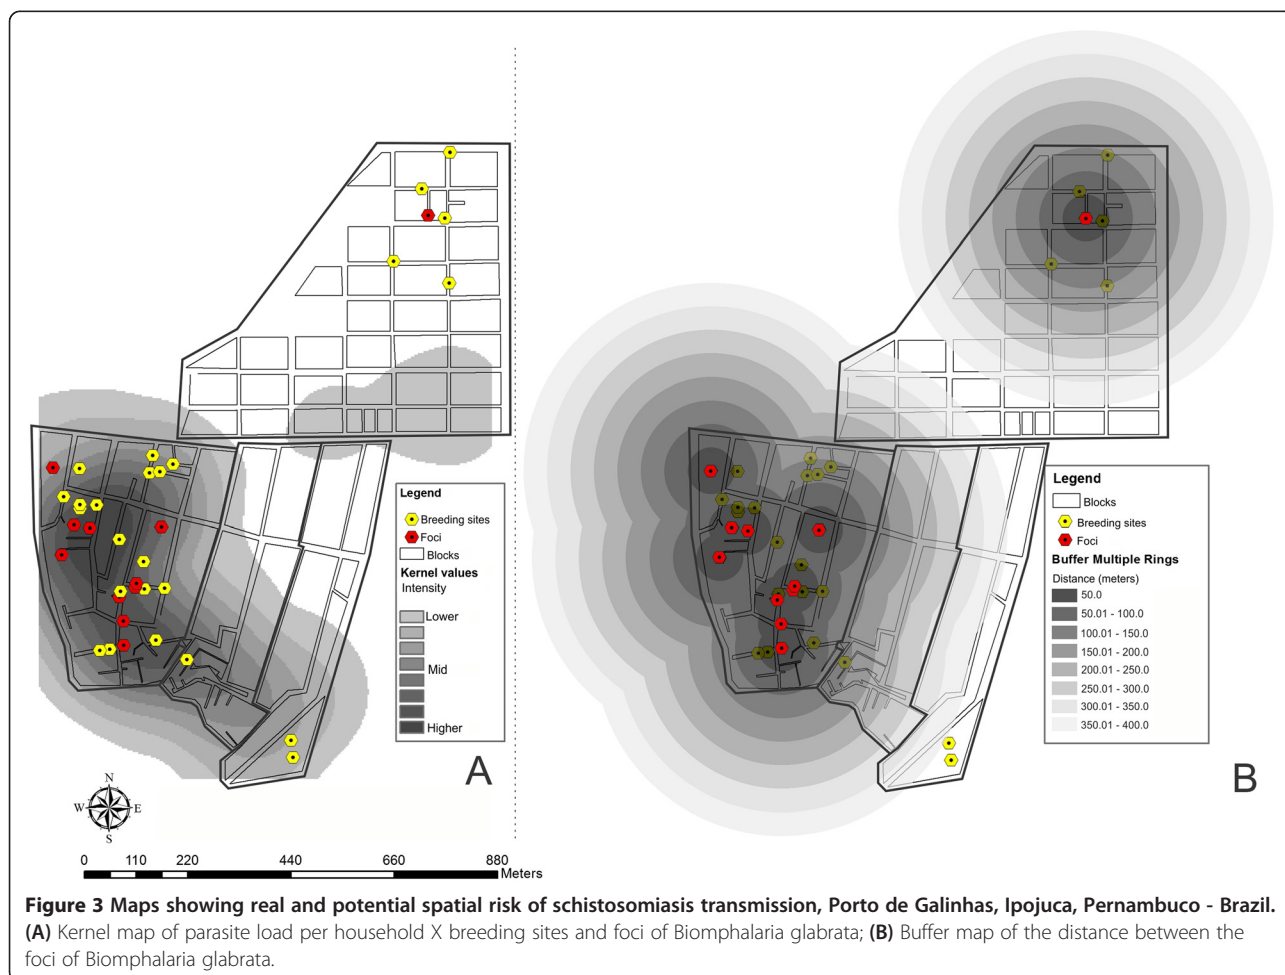 Legend
Breeding sites
Foci
Blocks
Kernel values
Intensity
Lower
Mid
Higher
A
N
W E
S
0 110 220 440 660 880
Meters
Legend
Blocks
Breeding sites
Foci
Buffer Multiple Rings
Distance (meters)
50.0
50.01 - 100.0
100.01 - 150.0
150.01 - 200.0
200.01 - 250.0
250.01 - 300.0
300.01 - 350.0
350.01 - 400.0
B
Figure 3 Maps showing real and potential spatial risk of schistosomiasis transmission, Porto de Galinhas, Ipojuca, Pernambuco - Brazil.
(A) Kernel map of parasite load per household X breeding sites and foci of Biomphalaria glabrata; (B) Buffer map of the distance between the
foci of Biomphalaria glabrata.